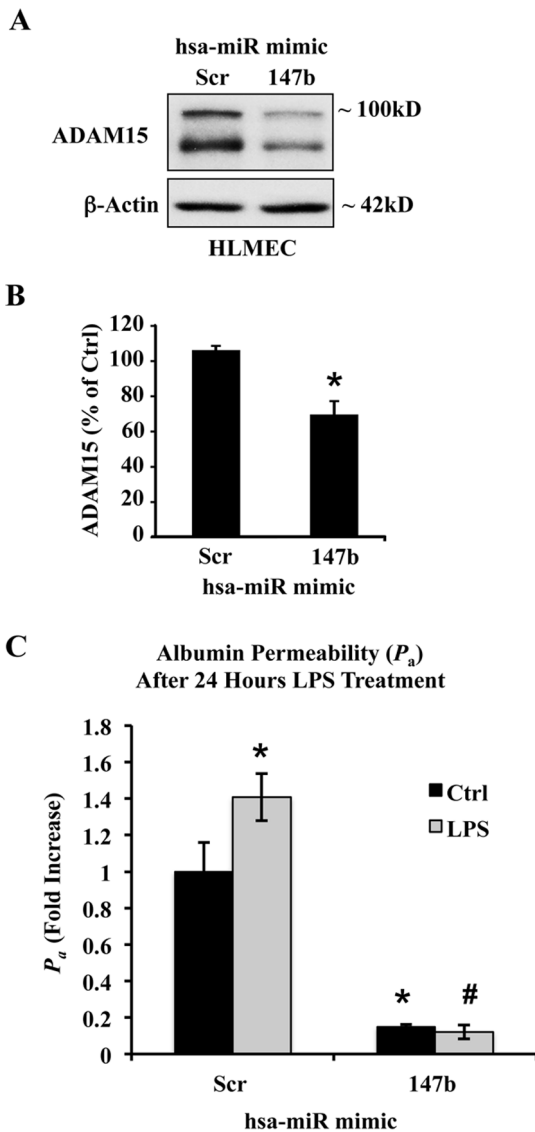 A
hsa-miR mimic
Scr 147b
~ 100kD
ADAM15
β-Actin
~ 42kD
HLMEC
B
ADAM15 (% of Ctrl)
120
100
80
60
40
20
0
*
Scr 147b
hsa-miR mimic
C
Albumin Permeability (Pa)
After 24 Hours LPS Treatment
Pa (Fold Increase)
1.8
1.6
1.4
1.2
1
0.8
0.6
0.4
0.2
0
*
Ctrl
LPS
* #
Scr 147b
hsa-miR mimic